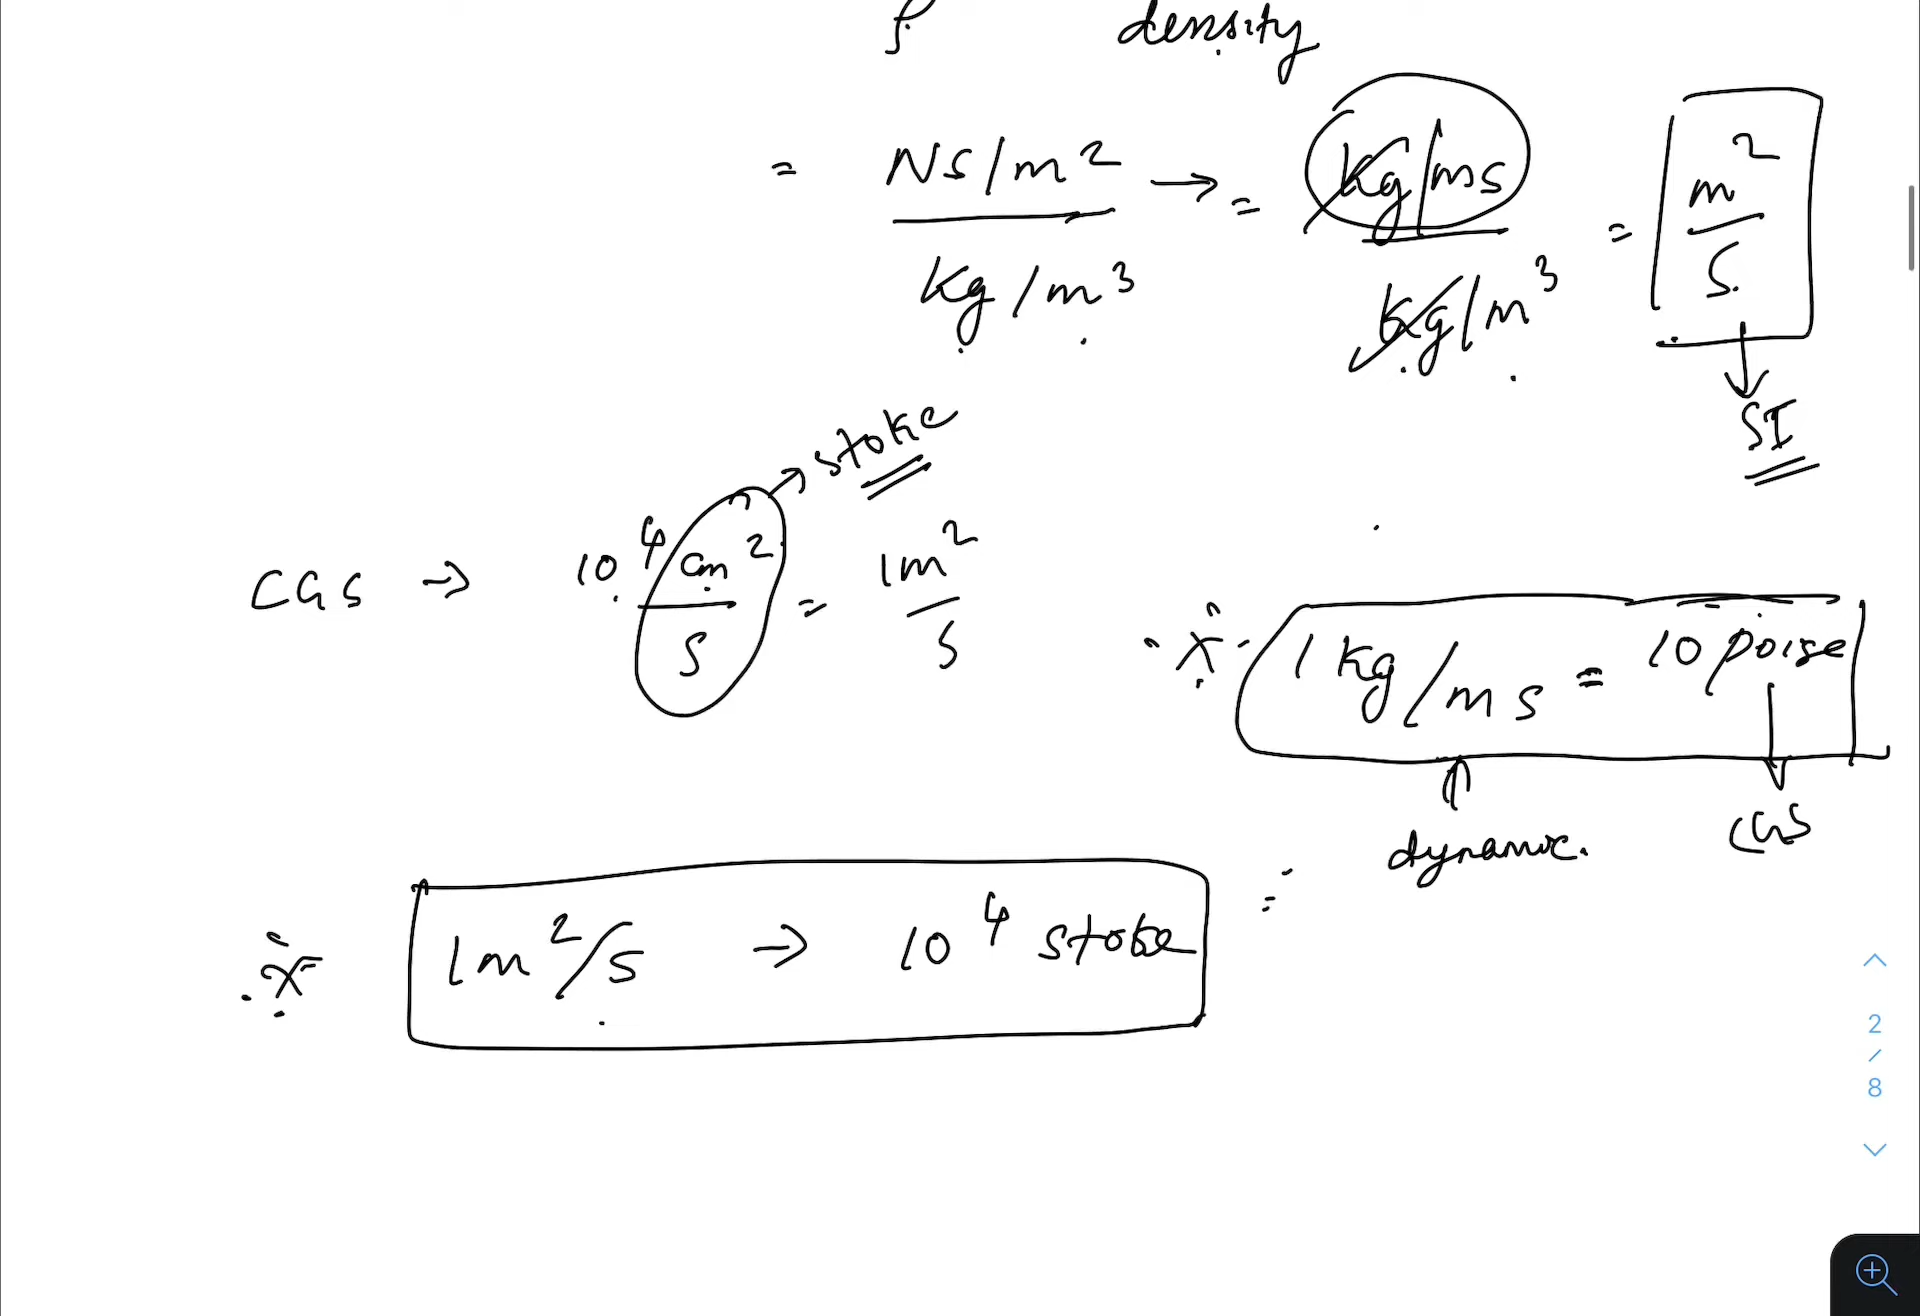 ρ density
= NS/m² → = Kg/ms = m²
Kg/m³ Kg/m³ S
SI
stoke
CGS → 10⁴ cm² = 1m²
S S
1 Kg/ms = 10 poise
dynamic. CGS
1m²/S → 10⁴ stoke =
2
/
8